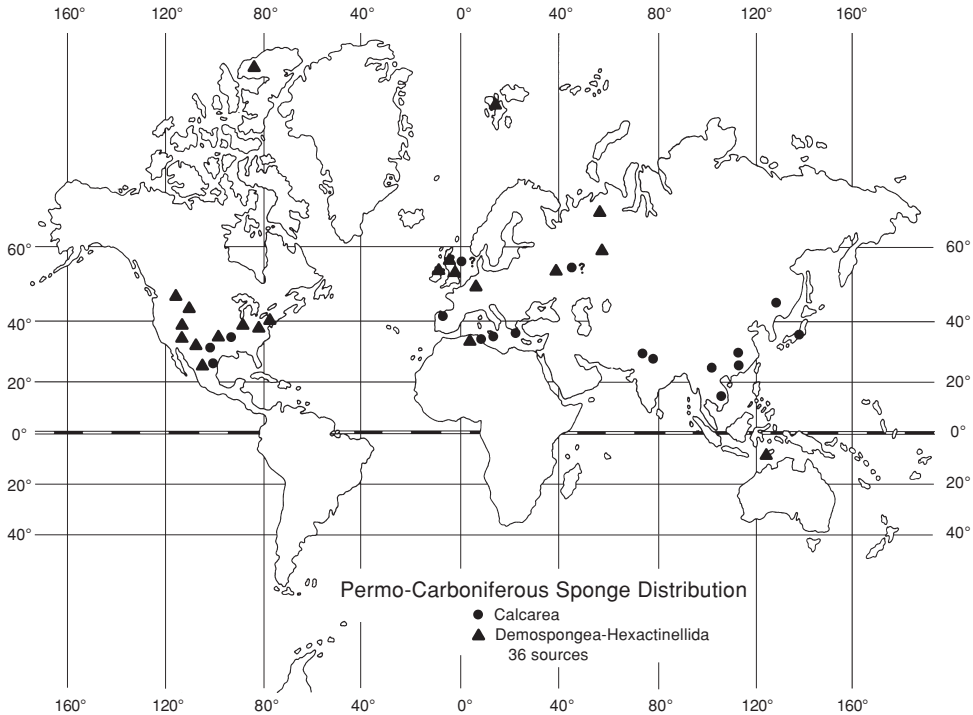 160° 120° 80° 40° 0° 40° 80° 120° 160°
60° 60°
? ?
40° 40°
20° 20°
0° 0°
20° 20°
40° 40°
Permo-Carboniferous Sponge Distribution
Calcarea
Demospongea-Hexactinellida
36 sources
160° 120° 80° 40° 0° 40° 80° 120° 160°